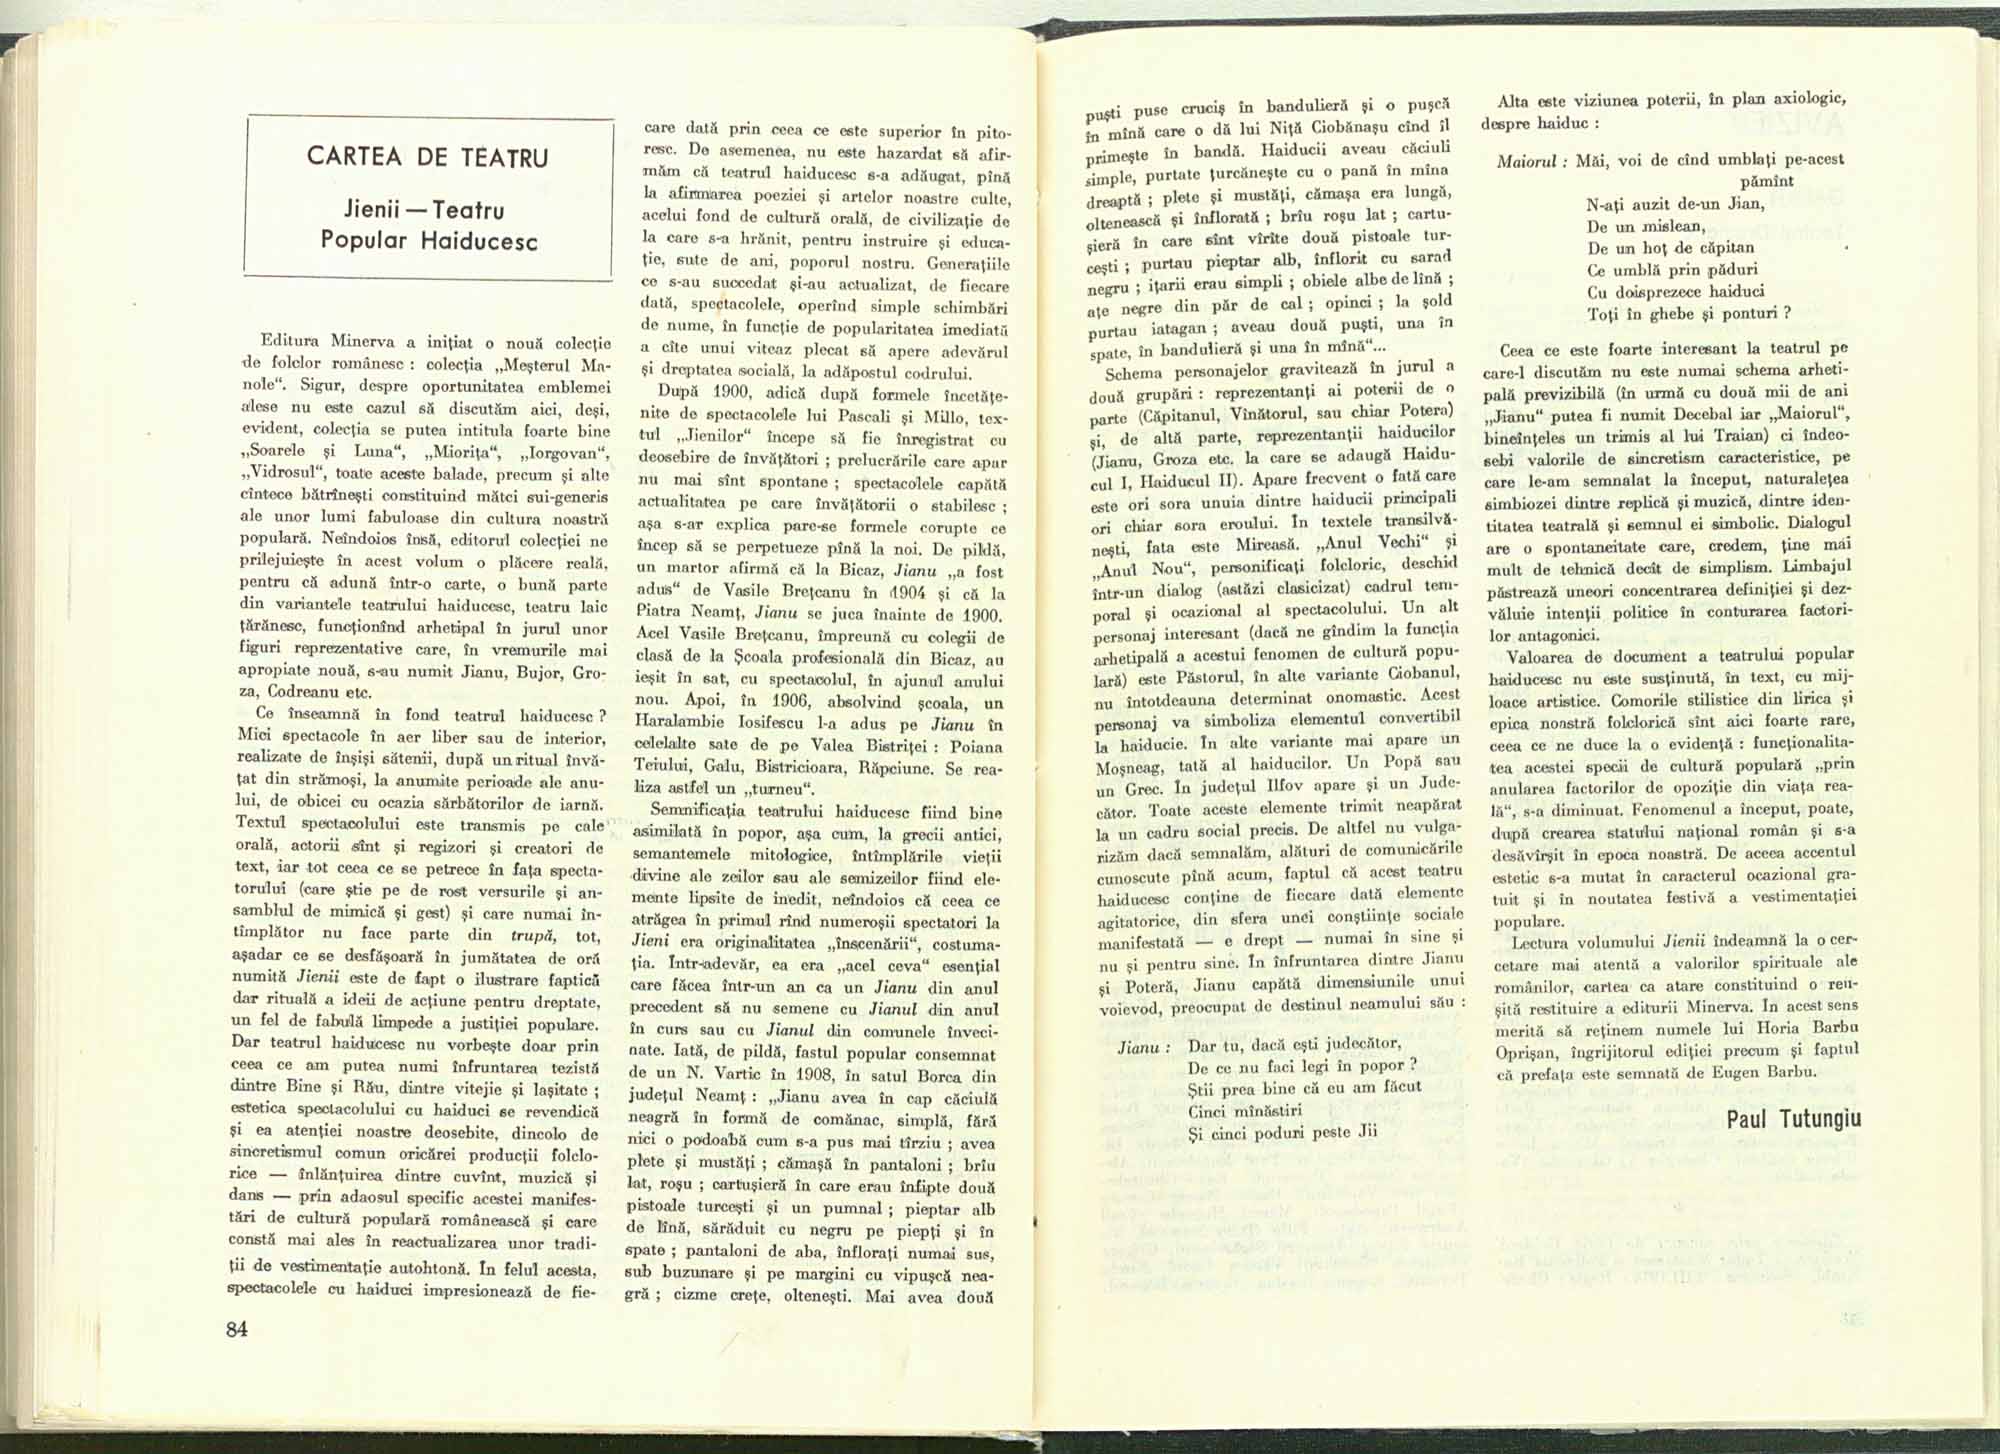 CARTEA DE TEATRU
Jienii — Teatru
Popular Haiducesc
Editura Minerva a inițiat o nouă colecție
de folclor românesc : colecția „Meșterul Ma-
nole“. Sigur, despre oportunitatea emblemei
alese nu este cazul să discutăm aici, deși,
evident, colecția se putea intitula foarte bine
„Soarele și Luna“, „Miorița“, „Iorgovan“,
„Vidrosul“, toate aceste balade, precum și alte
cîntece bătrînești constituind mătci sui-generis
ale unor lumi fabuloase din cultura noastră
populară. Neîndoios însă, editorul colecției ne
prilejuiește în acest volum o plăcere reală,
pentru că adună într-o carte, o bună parte
din variantele teatrului haiducesc, teatru laic
țărănesc, funcționînd arhetipal în jurul unor
figuri reprezentative care, în vremurile mai
apropiate nouă, s-au numit Jianu, Bujor, Gro-
za, Codreanu etc.
Ce înseamnă în fond teatrul haiducesc ?
Mici spectacole în aer liber sau de interior,
realizate de înșiși sătenii, după un ritual învă-
țat din strămoși, la anumite perioade ale anu-
lui, de obicei cu ocazia sărbătorilor de iarnă.
Textul spectacolului este transmis pe cale
orală, actorii sînt și regizori și creatori de
text, iar tot ceea ce se petrece în fața specta-
torului (care știe pe de rost versurile și an-
samblul de mimică și gest) și care numai în-
tîmplător nu face parte din trupă, tot,
așadar ce se desfășoară în jumătatea de oră
numită Jienii este de fapt o ilustrare faptică
dar rituală a ideii de acțiune pentru dreptate,
un fel de fabulă limpede a justiției populare.
Dar teatrul haiducesc nu vorbește doar prin
ceea ce am putea numi înfruntarea tezistă
dintre Bine și Rău, dintre vitejie și lașitate ;
estetica spectacolului cu haiduci se revendică
și ea atenției noastre deosebite, dincolo de
sincretismul comun oricărei producții folclo-
rice — înlănțuirea dintre cuvînt, muzică și
dans — prin adaosul specific acestei manifes-
tări de cultură populară românească și care
constă mai ales în reactualizarea unor tradi-
ții de vestimentație autohtonă. În felul acesta,
spectacolele cu haiduci impresionează de fie-
84
care dată prin ceea ce este superior în pito-
resc. De asemenea, nu este hazardat să afir-
măm că teatrul haiducesc s-a adăugat, pînă
la afirmarea poeziei și artelor noastre culte,
acelui fond de cultură orală, de civilizație de
la care s-a hrănit, pentru instruire și educa-
ție, sute de ani, poporul nostru. Generațiile
ce s-au succedat și-au actualizat, de fiecare
dată, spectacolele, operînd simple schimbări
de nume, în funcție de popularitatea imediată
a cîte unui viteaz plecat să apere adevărul
și dreptatea socială, la adăpostul codrului.
După 1900, adică după formele încetățe-
nite de spectacolele lui Pascali și Millo, tex-
tul „Jienilor“ începe să fie înregistrat cu
deosebire de învățători ; prelucrările care apar
nu mai sînt spontane ; spectacolele capătă
actualitatea pe care învățătorii o stabilesc ;
așa s-ar explica pare-se formele corupte ce
încep să se perpetueze pînă la noi. De pildă,
un martor afirmă că la Bicaz, Jianu „a fost
adus“ de Vasile Brețcanu în 1904 și că la
Piatra Neamț, Jianu se juca înainte de 1900.
Acel Vasile Brețcanu, împreună cu colegii de
clasă de la Școala profesională din Bicaz, au
ieșit în sat, cu spectacolul, în ajunul anului
nou. Apoi, în 1906, absolvind școala, un
Haralambie Iosifescu l-a adus pe Jianu în
celelalte sate de pe Valea Bistriței : Poiana
Teiului, Galu, Bistricioara, Răpciune. Se rea-
liza astfel un „turneu“.
Semnificația teatrului haiducesc fiind bine
asimilată în popor, așa cum, la grecii antici,
semantemele mitologice, întîmplările vieții
divine ale zeilor sau ale semizeilor fiind ele-
mente lipsite de inedit, neîndoios că ceea ce
atrăgea în primul rînd numeroșii spectatori la
Jieni era originalitatea „înscenării“, costuma-
ția. Într-adevăr, ea era „acel ceva“ esențial
care făcea într-un an ca un Jianu din anul
precedent să nu semene cu Jianul din anul
în curs sau cu Jianul din comunele înveci-
nate. Iată, de pildă, fastul popular consemnat
de un N. Vartic în 1908, în satul Borca din
județul Neamț : „Jianu avea în cap căciulă
neagră în formă de comănac, simplă, fără
nici o podoabă cum s-a pus mai tîrziu ; avea
plete și mustăți ; cămașă în pantaloni ; brîu
lat, roșu ; cartușieră în care erau înfipte două
pistoale turcești și un pumnal ; pieptar alb
de lînă, sărăduit cu negru pe piepți și în
spate ; pantaloni de aba, înflorați numai sus,
sub buzunare și pe margini cu vipușcă nea-
gră ; cizme crețe, oltenești. Mai avea două
puști puse cruciș în bandulieră și o pușcă
în mînă care o dă lui Niță Ciobănașu cînd îl
primește în bandă. Haiducii aveau căciuli
simple, purtate țurcănește cu o pană în mîna
dreaptă ; plete și mustăți, cămașa era lungă,
oltenească și înflorată ; brîu roșu lat ; cartu-
șieră în care sînt vîrîte două pistoale tur-
cești ; purtau pieptar alb, înflorit cu sarad
negru ; ițarii erau simpli ; obiele albe de lînă ;
ațe negre din păr de cal ; opinci ; la șold
purtau iatagan ; aveau două puști, una în
spate, în bandulieră și una în mînă“...
Schema personajelor gravitează în jurul a
două grupări : reprezentanți ai poterii de o
parte (Căpitanul, Vînătorul, sau chiar Potera)
și, de altă parte, reprezentanții haiducilor
(Jianu, Groza etc. la care se adaugă Haidu-
cul I, Haiducul II). Apare frecvent o fată care
este ori sora unuia dintre haiducii principali
ori chiar sora eroului. În textele transilvă-
nești, fata este Mireasă. „Anul Vechi“ și
„Anul Nou“, personificați folcloric, deschid
într-un dialog (astăzi clasicizat) cadrul tem-
poral și ocazional al spectacolului. Un alt
personaj interesant (dacă ne gîndim la funcția
arhetipală a acestui fenomen de cultură popu-
lară) este Păstorul, în alte variante Ciobanul,
nu întotdeauna determinat onomastic. Acest
personaj va simboliza elementul convertibil
la haiducie. În alte variante mai apare un
Moșneag, tată al haiducilor. Un Popă sau
un Grec. În județul Ilfov apare și un Jude-
cător. Toate aceste elemente trimit neapărat
la un cadru social precis. De altfel nu vulga-
rizăm dacă semnalăm, alături de comunicările
cunoscute pînă acum, faptul că acest teatru
haiducesc conține de fiecare dată elemente
agitatorice, din sfera unei conștiințe sociale
manifestată — e drept — numai în sine și
nu și pentru sine. În înfruntarea dintre Jianu
și Poteră, Jianu capătă dimensiunile unui
voievod, preocupat de destinul neamului său :
Jianu : Dar tu, dacă ești judecător,
De ce nu faci legi în popor ?
Știi prea bine că eu am făcut
Cinci mînăstiri
Și cinci poduri peste Jii
Alta este viziunea poterii, în plan axiologic,
despre haiduc :
Maiorul : Măi, voi de cînd umblați pe-acest
pămînt
N-ați auzit de-un Jian,
De un mislean,
De un hoț de căpitan
Ce umblă prin păduri
Cu doisprezece haiduci
Toți în ghebe și ponturi ?
Ceea ce este foarte interesant la teatrul pe
care-l discutăm nu este numai schema arheti-
pală previzibilă (în urmă cu două mii de ani
„Jianu“ putea fi numit Decebal iar „Maiorul“,
bineînțeles un trimis al lui Traian) ci îndeo-
sebi valorile de sincretism caracteristice, pe
care le-am semnalat la început, naturalețea
simbiozei dintre replică și muzică, dintre iden-
titatea teatrală și semnul ei simbolic. Dialogul
are o spontaneitate care, credem, ține mai
mult de tehnică decît de simplism. Limbajul
păstrează uneori concentrarea definiției și dez-
văluie intenții politice în conturarea factori-
lor antagonici.
Valoarea de document a teatrului popular
haiducesc nu este susținută, în text, cu mij-
loace artistice. Comorile stilistice din lirica și
epica noastră folclorică sînt aici foarte rare,
ceea ce ne duce la o evidență : funcționalita-
tea acestei specii de cultură populară „prin
anularea factorilor de opoziție din viața rea-
lă“, s-a diminuat. Fenomenul a început, poate,
după crearea statului național român și s-a
desăvîrșit în epoca noastră. De aceea accentul
estetic s-a mutat în caracterul ocazional gra-
tuit și în noutatea festivă a vestimentației
populare.
Lectura volumului Jienii îndeamnă la o cer-
cetare mai atentă a valorilor spirituale ale
românilor, cartea ca atare constituind o reu-
șită restituire a editurii Minerva. În acest sens
merită să reținem numele lui Horia Barbu
Oprișan, îngrijitorul ediției precum și faptul
că prefața este semnată de Eugen Barbu.
Paul Tutungiu